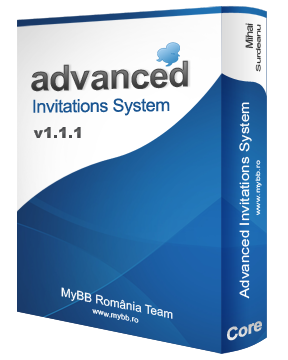 advanced
Invitations System
v1.1.1
MyBB România Team
www.mybb.ro
Mihai
Surdeanu
Advanced Invitations System
www.mybb.ro
Core